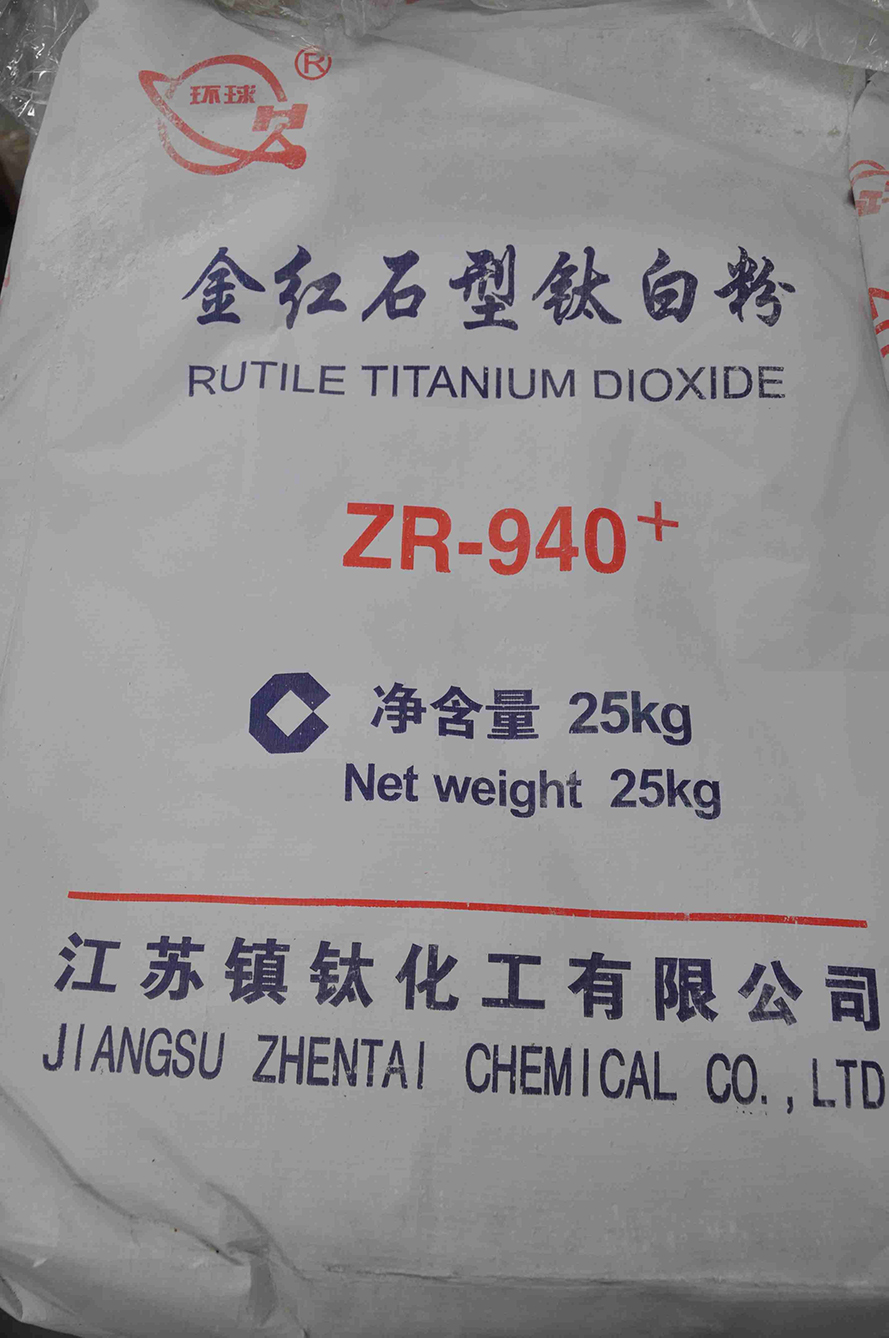 环球
®
金红石型钛白粉
RUTILE TITANIUM DIOXIDE
ZR-940+
净含量 25kg
Net weight 25kg
江苏镇钛化工有限公司
JIANGSU ZHENTAI CHEMICAL CO.,LTD